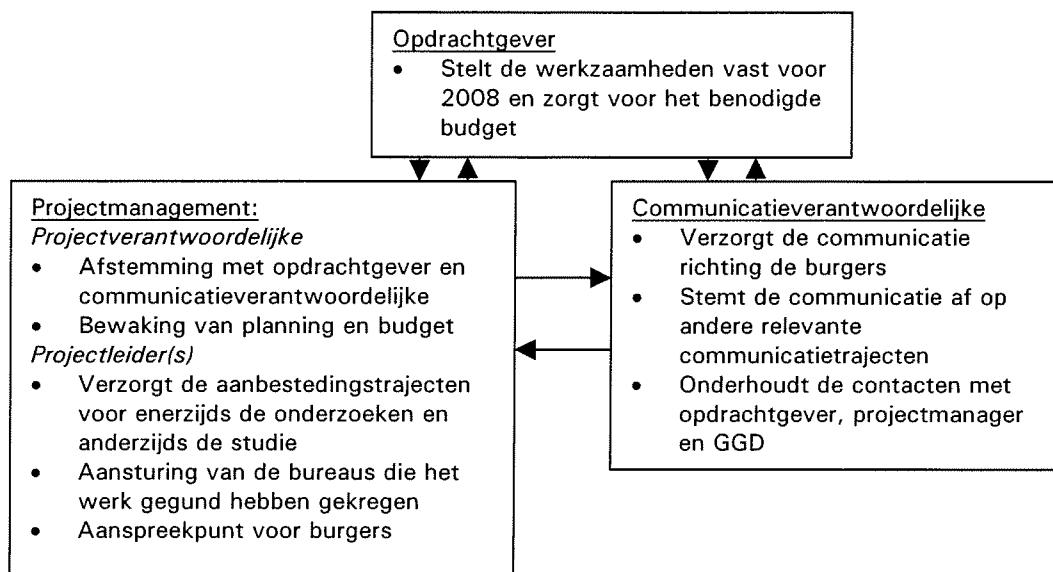 Opdrachtgever
• Stelt de werkzaamheden vast voor
2008 en zorgt voor het benodigde
budget
Projectmanagement:
Projectverantwoordelijke
• Afstemming met opdrachtgever en
communicatieverantwoordelijke
• Bewaking van planning en budget
Projectleider(s)
• Verzorgt de aanbestedingstrajecten
voor enerzijds de onderzoeken en
anderzijds de studie
• Aansturing van de bureaus die het
werk gegund hebben gekregen
• Aanspreekpunt voor burgers
Communicatieverantwoordelijke
• Verzorgt de communicatie
richting de burgers
• Stemt de communicatie af op
andere relevante
communicatietrajecten
• Onderhoudt de contacten met
opdrachtgever, projectmanager
en GGD